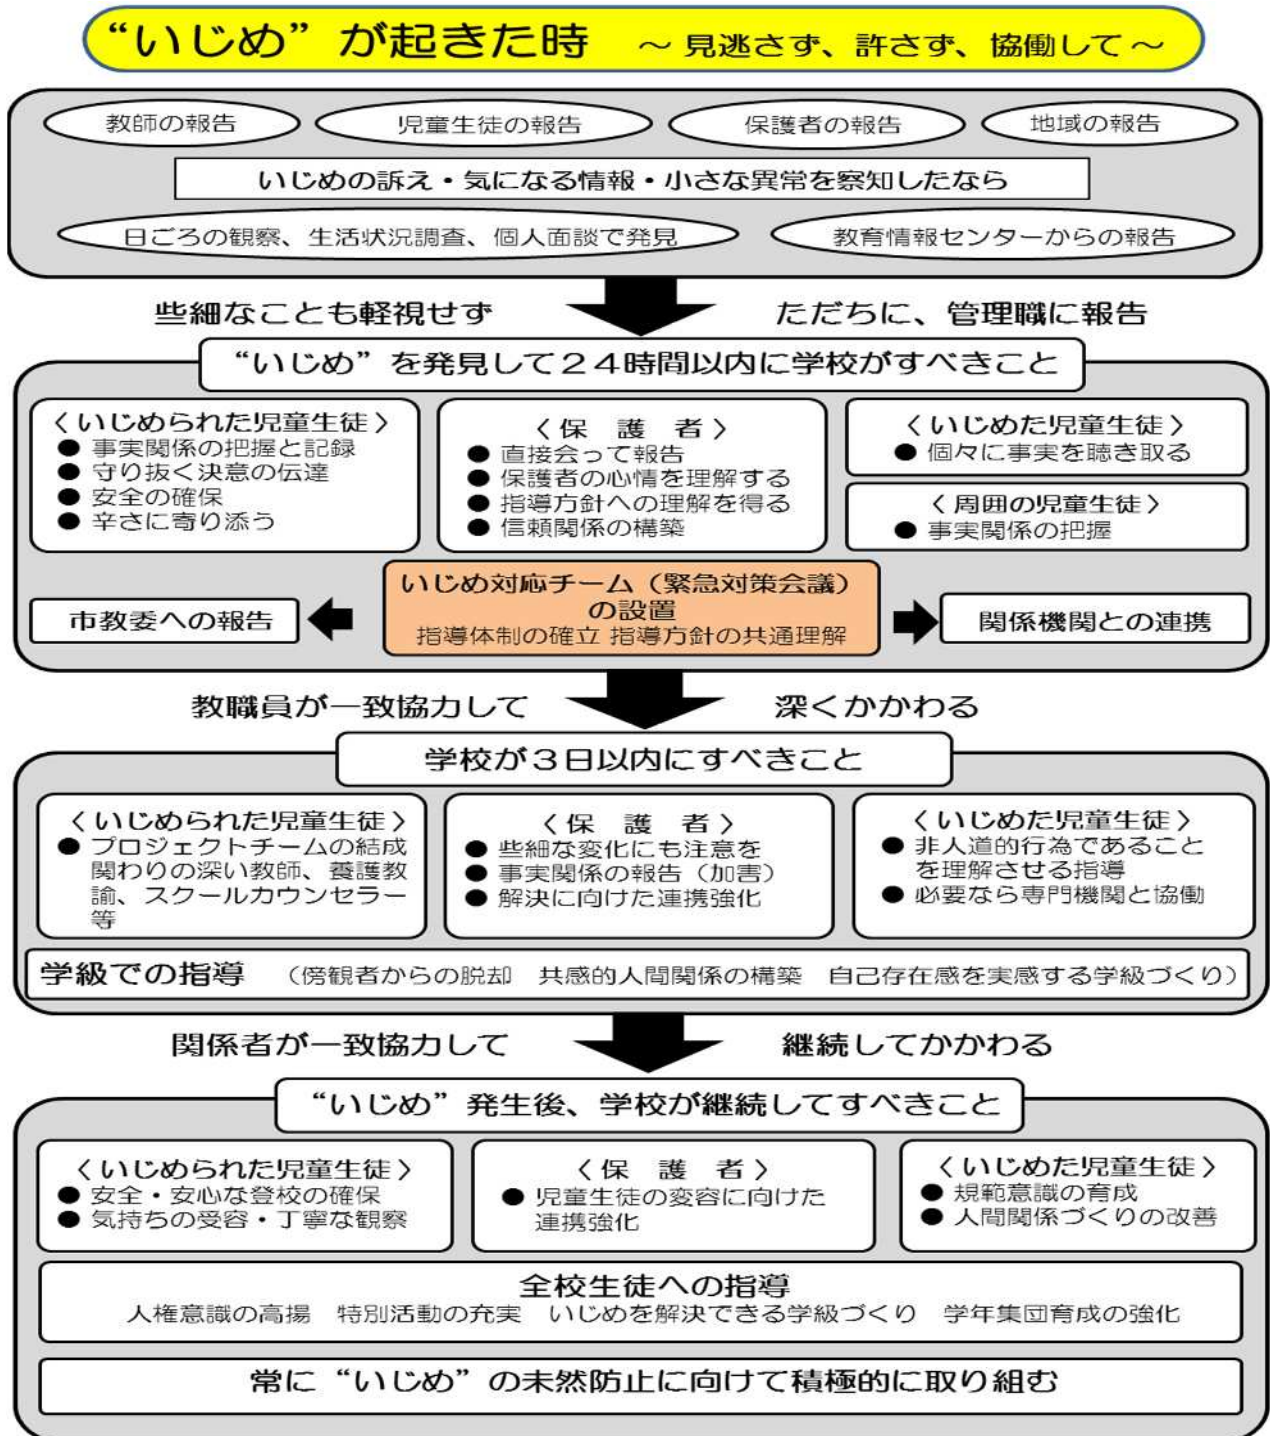 “いじめ”が起きた時 ～見逃さず、許さず、協働して～
教師の報告 児童生徒の報告 保護者の報告 地域の報告
いじめの訴え・気になる情報・小さな異常を察知したなら
日ごろの観察、生活状況調査、個人面談で発見 教育情報センターからの報告
些細なことも軽視せず ただちに、管理職に報告
“いじめ”を発見して２４時間以内に学校がすべきこと
〈いじめられた児童生徒〉
● 事実関係の把握と記録
● 守り抜く決意の伝達
● 安全の確保
● 辛さに寄り添う
〈保 護 者〉
● 直接会って報告
● 保護者の心情を理解する
● 指導方針への理解を得る
● 信頼関係の構築
〈いじめた児童生徒〉
● 個々に事実を聴き取る
〈周囲の児童生徒〉
● 事実関係の把握
いじめ対応チーム（緊急対策会議）
の設置
指導体制の確立 指導方針の共通理解
市教委への報告
関係機関との連携
教職員が一致協力して 深くかかわる
学校が３日以内にすべきこと
〈いじめられた児童生徒〉
● プロジェクトチームの結成
関わりの深い教師、養護教
諭、スクールカウンセラー
等
〈保 護 者〉
● 些細な変化にも注意を
● 事実関係の報告（加害）
● 解決に向けた連携強化
〈いじめた児童生徒〉
● 非人道的行為であること
を理解させる指導
● 必要なら専門機関と協働
学級での指導 （傍観者からの脱却 共感的人間関係の構築 自己存在感を実感する学級づくり）
関係者が一致協力して 継続してかかわる
“いじめ”発生後、学校が継続してすべきこと
〈いじめられた児童生徒〉
● 安全・安心な登校の確保
● 気持ちの受容・丁寧な観察
〈保 護 者〉
● 児童生徒の変容に向けた
連携強化
〈いじめた児童生徒〉
● 規範意識の育成
● 人間関係づくりの改善
全校生徒への指導
人権意識の高揚 特別活動の充実 いじめを解決できる学級づくり 学年集団育成の強化
常に“いじめ”の未然防止に向けて積極的に取り組む